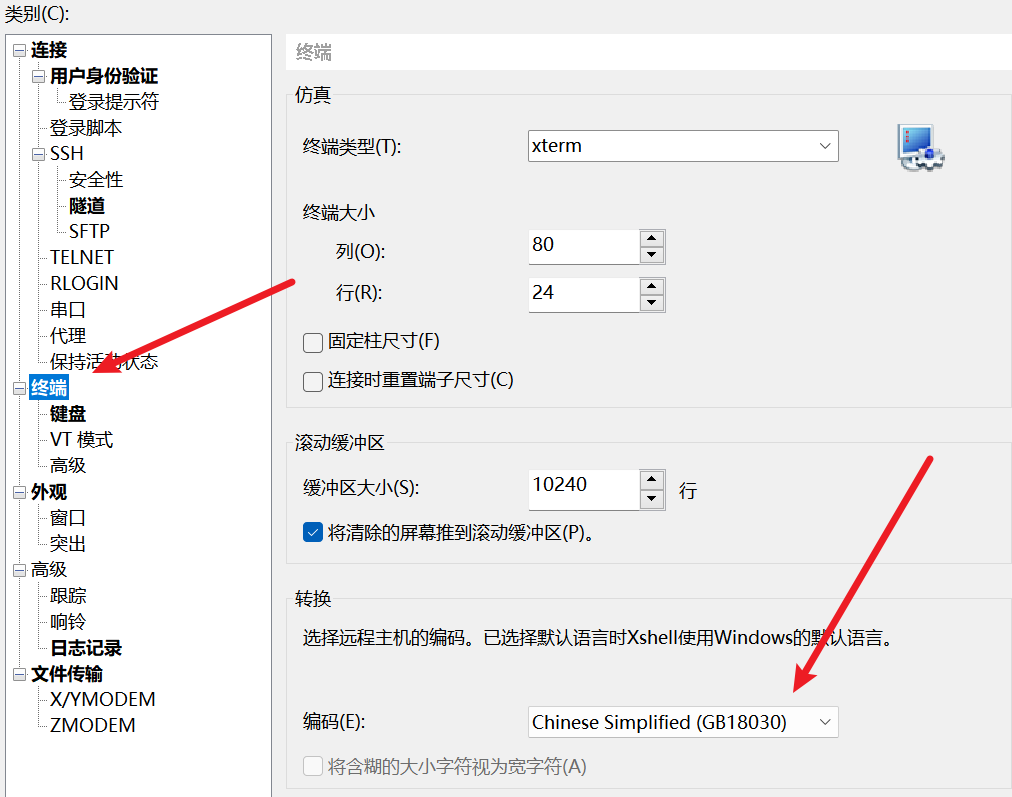 类别(C):
连接
用户身份验证
登录提示符
登录脚本
SSH
安全性
隧道
SFTP
TELNET
RLOGIN
串口
代理
保持活动状态
终端
键盘
VT 模式
高级
外观
窗口
突出
高级
跟踪
响铃
日志记录
文件传输
X/YMODEM
ZMODEM
终端
仿真
终端类型(T): xterm
终端大小
列(O): 80
行(R): 24
固定柱尺寸(F)
连接时重置端子尺寸(C)
滚动缓冲区
缓冲区大小(S): 10240 行
将清除的屏幕推到滚动缓冲区(P)。
转换
选择远程主机的编码。已选择默认语言时Xshell使用Windows的默认语言。
编码(E): Chinese Simplified (GB18030)
将含糊的大小字符视为宽字符(A)